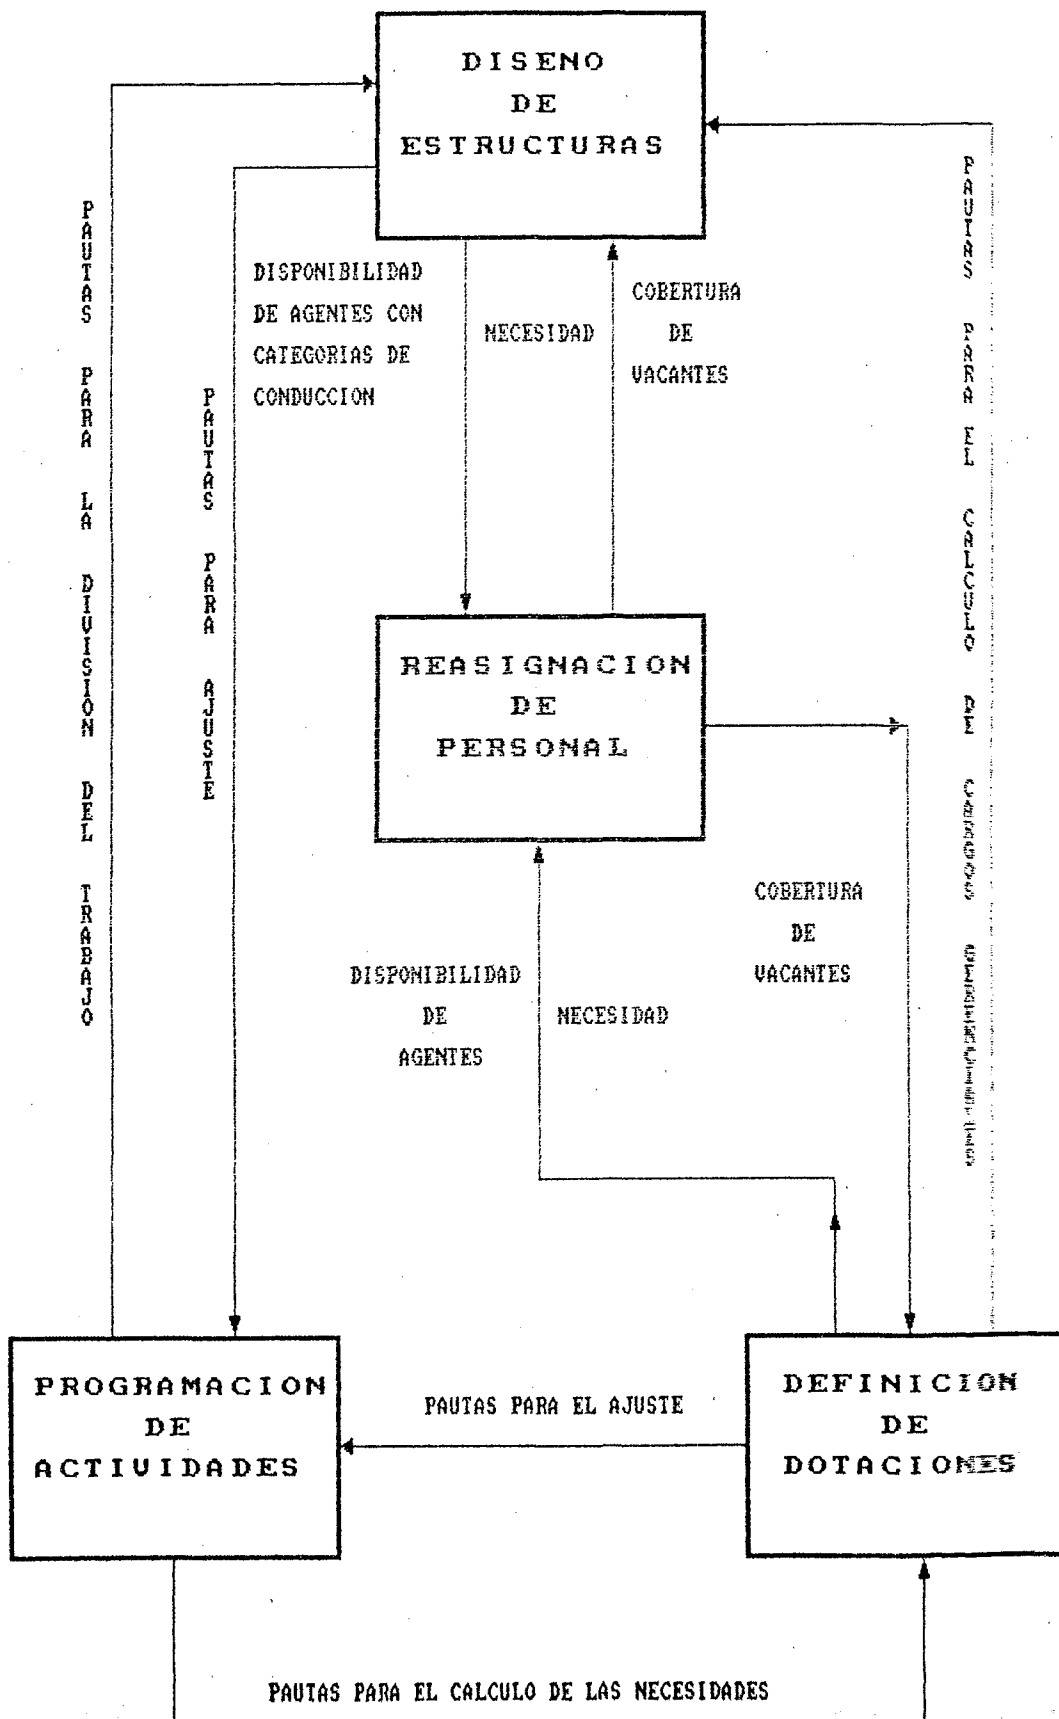 DISENO
DE
ESTRUCTURAS
PAUTAS PARA LA DIVISION DEL TRABAJO
PAUTAS PARA AJUSTE
DISPONIBILIDAD
DE AGENTES CON
CATEGORIAS DE
CONDUCCION
NECESIDAD
COBERTURA
DE
VACANTES
PAUTAS PARA EL CALCULO DE CARGOS GERENCIALES
REASIGNACION
DE
PERSONAL
DISPONIBILIDAD
DE
AGENTES
NECESIDAD
COBERTURA
DE
VACANTES
PROGRAMACION
DE
ACTIVIDADES
PAUTAS PARA EL AJUSTE
DEFINICION
DE
DOTACIONES
PAUTAS PARA EL CALCULO DE LAS NECESIDADES